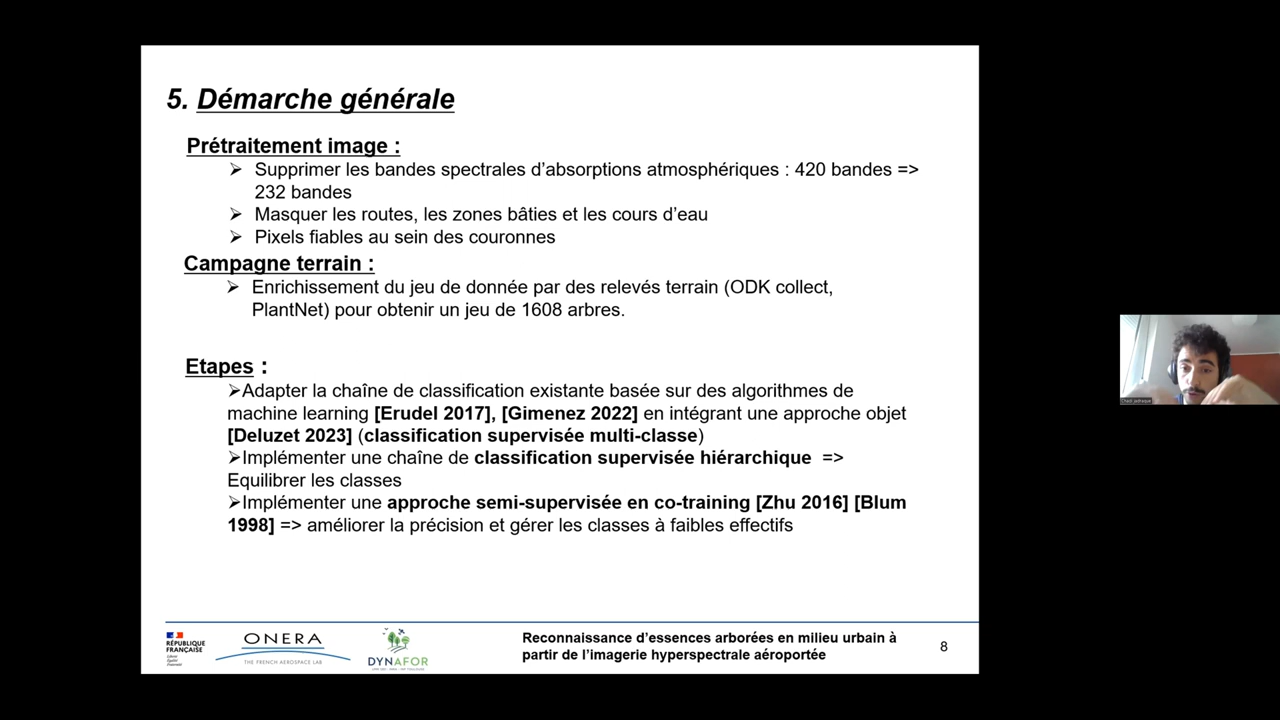 5. Démarche générale
Prétraitement image :
➢ Supprimer les bandes spectrales d’absorptions atmosphériques : 420 bandes =>
232 bandes
➢ Masquer les routes, les zones bâties et les cours d’eau
➢ Pixels fiables au sein des couronnes
Campagne terrain :
➢ Enrichissement du jeu de donnée par des relevés terrain (ODK collect,
PlantNet) pour obtenir un jeu de 1608 arbres.
Etapes :
➢Adapter la chaîne de classification existante basée sur des algorithmes de
machine learning [Erudel 2017], [Gimenez 2022] en intégrant une approche objet
[Deluzet 2023] (classification supervisée multi-classe)
➢Implémenter une chaîne de classification supervisée hiérarchique =>
Equilibrer les classes
➢Implémenter une approche semi-supervisée en co-training [Zhu 2016] [Blum
1998] => améliorer la précision et gérer les classes à faibles effectifs
RÉPUBLIQUE
FRANÇAISE
Liberté
Égalité
Fraternité
ONERA
THE FRENCH AEROSPACE LAB
DYNAFOR
Reconnaissance d’essences arborées en milieu urbain à
partir de l’imagerie hyperspectrale aéroportée
8